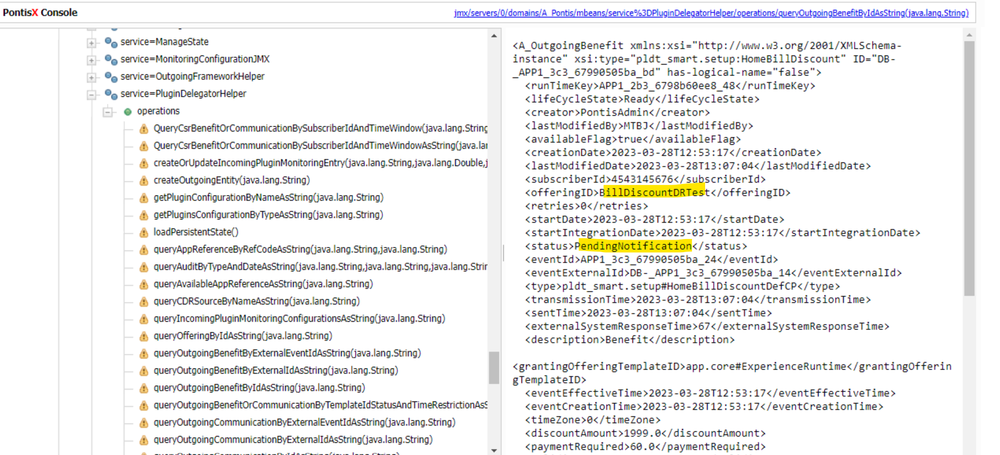 PontisX Console
jmx/servers/0/domains/A_Pontis/mbeans/service%3DPluginDelegatorHelper/operations/queryOutgoingBenefitByIdAsString(java.lang.String)
service=ManageState
service=MonitoringConfigurationJMX
service=OutgoingFrameworkHelper
service=PluginDelegatorHelper
operations
QueryCsrBenefitOrCommunicationBySubscriberIdAndTimeWindow(java.lang.String
QueryCsrBenefitOrCommunicationBySubscriberIdAndTimeWindowAsString(java.lan
createOrUpdateIncomingPluginMonitoringEntry(java.lang.String,java.lang.Double,j
createOutgoingEntity(java.lang.String)
getPluginConfigurationByNameAsString(java.lang.String)
getPluginsConfigurationByTypeAsString(java.lang.String)
loadPersistentState()
queryAppReferenceByRefCodeAsString(java.lang.String,java.lang.String)
queryAuditByTypeAndDateAsString(java.lang.String,java.lang.String,java.lang.Strin
queryAvailableAppReferenceAsString(java.lang.String)
queryCDRSourceByNameAsString(java.lang.String)
queryIncomingPluginMonitoringConfigurationsAsString(java.lang.String)
queryOfferingByIdAsString(java.lang.String)
queryOutgoingBenefitByExternalEventIdAsString(java.lang.String)
queryOutgoingBenefitByExternalIdAsString(java.lang.String)
queryOutgoingBenefitByIdAsString(java.lang.String)
queryOutgoingBenefitOrCommunicationByTemplateIdStatusAndTimeRestrictionAsS
queryOutgoingCommunicationByExternalEventIdAsString(java.lang.String)
queryOutgoingCommunicationByExternalIdAsString(java.lang.String)
<A_OutgoingBenefit xmlns:xsi="http://www.w3.org/2001/XMLSchema-
instance" xsi:type="pldt_smart.setup:HomeBillDiscount" ID="DB-
_APP1_3c3_67990505ba_bd" has-logical-name="false">
<runTimeKey>APP1_2b3_6798b60ee8_48</runTimeKey>
<lifeCycleState>Ready</lifeCycleState>
<creator>PontisAdmin</creator>
<lastModifiedBy>MTBJ</lastModifiedBy>
<availableFlag>true</availableFlag>
<creationDate>2023-03-28T12:53:17</creationDate>
<lastModifiedDate>2023-03-28T13:07:04</lastModifiedDate>
<subscriberId>4543145676</subscriberId>
<offeringID>BillDiscountDRTest</offeringID>
<retries>0</retries>
<startDate>2023-03-28T12:53:17</startDate>
<startIntegrationDate>2023-03-28T12:53:17</startIntegrationDate>
<status>PendingNotification</status>
<eventId>APP1_3c3_67990505ba_24</eventId>
<eventExternalId>DB-_APP1_3c3_67990505ba_14</eventExternalId>
<type>pldt_smart.setup#HomeBillDiscountDefCP</type>
<transmissionTime>2023-03-28T13:07:04</transmissionTime>
<sentTime>2023-03-28T13:07:04</sentTime>
<externalSystemResponseTime>67</externalSystemResponseTime>
<description>Benefit</description>
<grantingOfferingTemplateID>app.core#ExperienceRuntime</grantingOfferin
gTemplateID>
<eventEffectiveTime>2023-03-28T12:53:17</eventEffectiveTime>
<eventCreationTime>2023-03-28T12:53:17</eventCreationTime>
<timeZone>0</timeZone>
<discountAmount>1999.0</discountAmount>
<paymentRequired>60.0</paymentRequired>